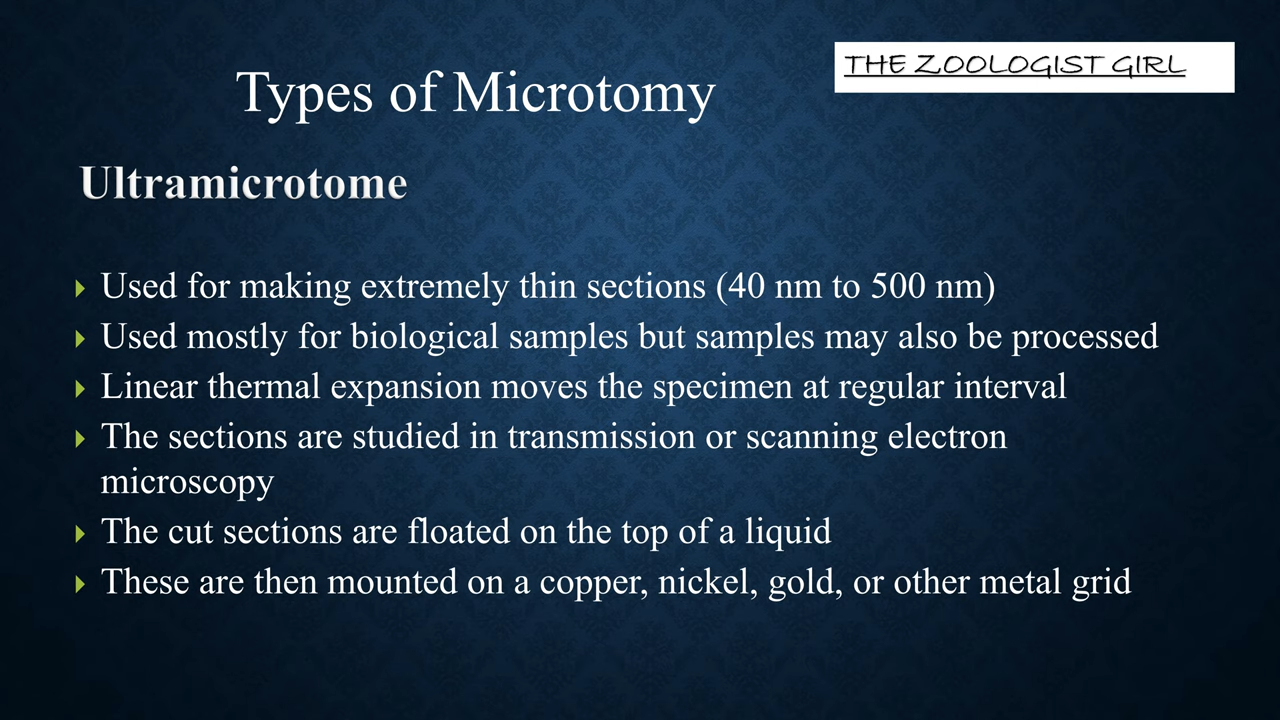 THE ZOOLOGIST GIRL
Types of Microtomy
Ultramicrotome
Used for making extremely thin sections (40 nm to 500 nm)
Used mostly for biological samples but samples may also be processed
Linear thermal expansion moves the specimen at regular interval
The sections are studied in transmission or scanning electron
microscopy
The cut sections are floated on the top of a liquid
These are then mounted on a copper, nickel, gold, or other metal grid